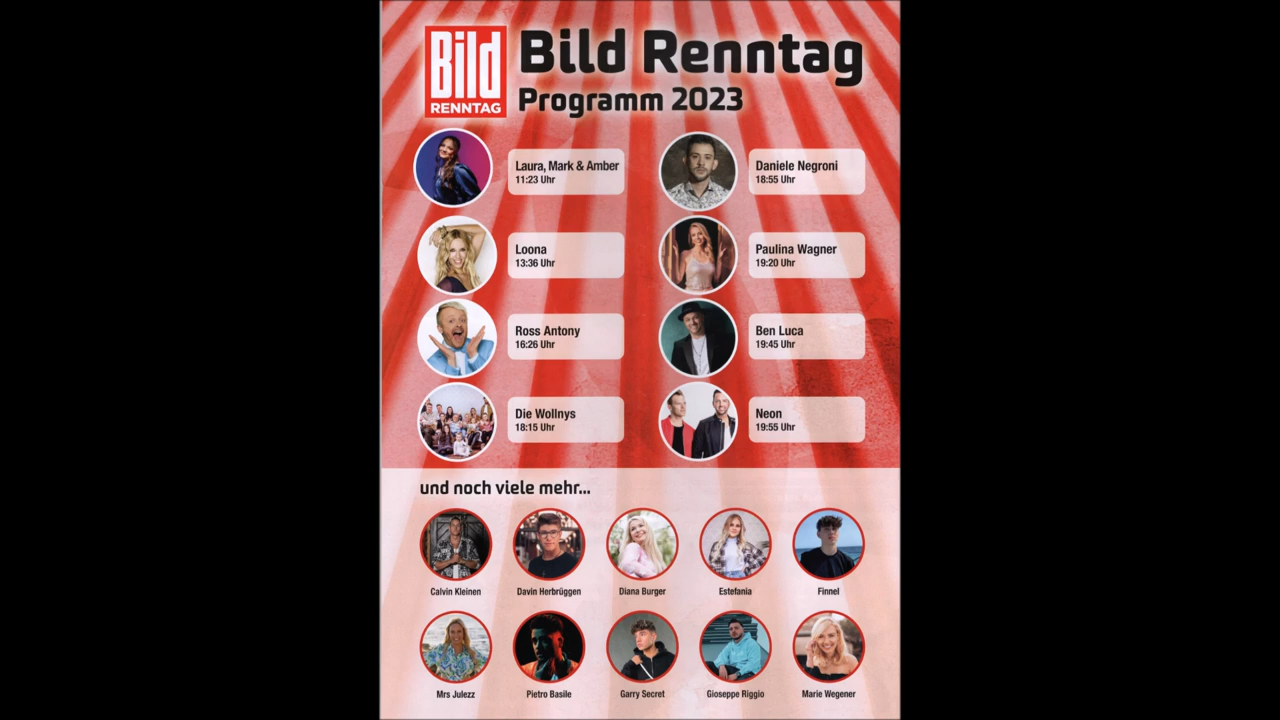 Bild
RENNTAG
Bild Renntag
Programm 2023
Laura, Mark & Amber
11:23 Uhr
Daniele Negroni
18:55 Uhr
Loona
13:36 Uhr
Paulina Wagner
19:20 Uhr
Ross Antony
16:26 Uhr
Ben Luca
19:45 Uhr
Die Wollnys
18:15 Uhr
Neon
19:55 Uhr
und noch viele mehr...
Calvin Kleinen
Davin Herbrüggen
Diana Burger
Estefania
Finnel
Mrs Julezz
Pietro Basile
Garry Secret
Gioseppe Riggio
Marie Wegener